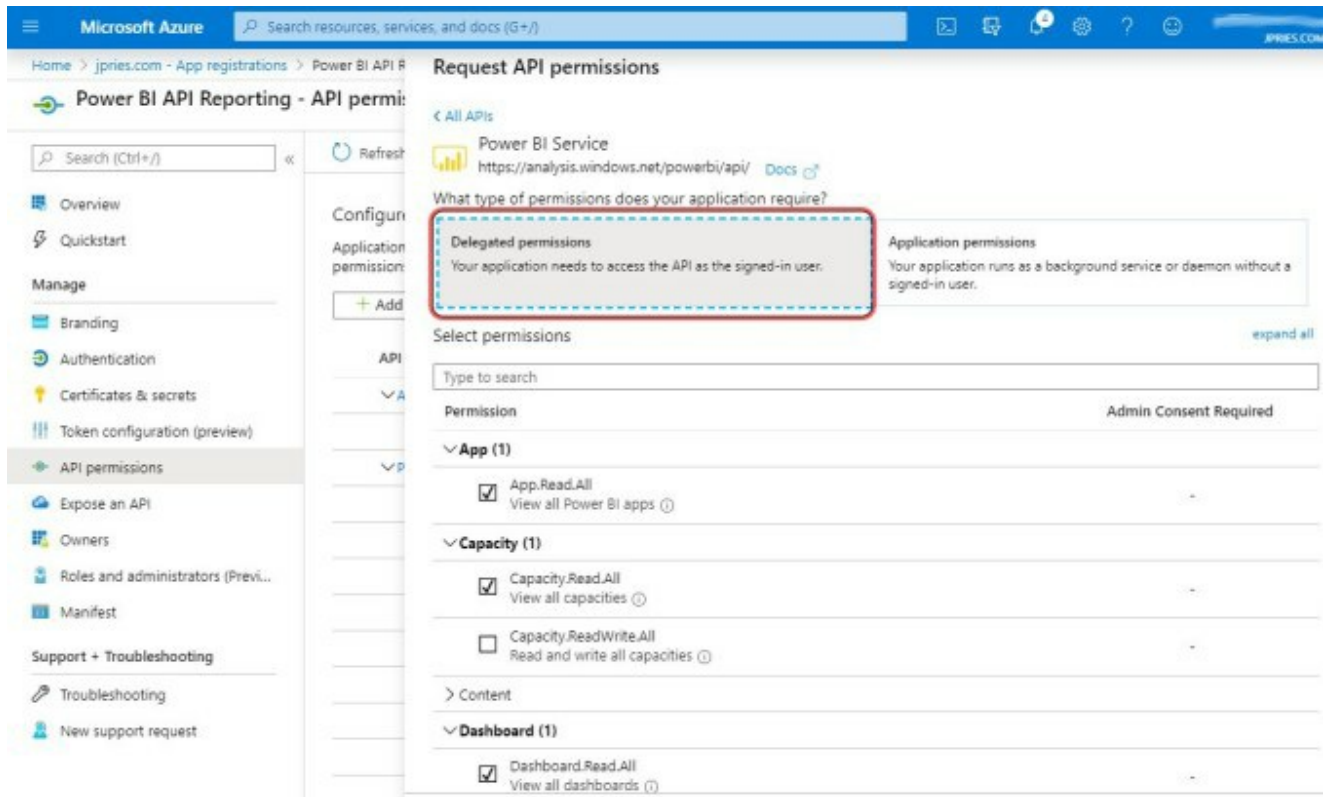 Microsoft Azure
Search resources, services, and docs (G+/)
4
JPRIES.COM
Home > jpries.com - App registrations > Power BI API R
Power BI API Reporting - API permis
Search (Ctrl+/)
«
Overview
Quickstart
Manage
Branding
Authentication
Certificates & secrets
Token configuration (preview)
API permissions
Expose an API
Owners
Roles and administrators (Previ...
Manifest
Support + Troubleshooting
Troubleshooting
New support request
Refresh
Configure
Application
permission
+ Add
API
A
P
Request API permissions
< All APIs
Power BI Service
https://analysis.windows.net/powerbi/api/ Docs
What type of permissions does your application require?
Delegated permissions
Your application needs to access the API as the signed-in user.
Application permissions
Your application runs as a background service or daemon without a
signed-in user.
Select permissions
expand all
Type to search
Permission Admin Consent Required
App (1)
App.Read.All
View all Power BI apps
-
Capacity (1)
Capacity.Read.All
View all capacities
-
Capacity.ReadWrite.All
Read and write all capacities
-
> Content
Dashboard (1)
Dashboard.Read.All
View all dashboards
-